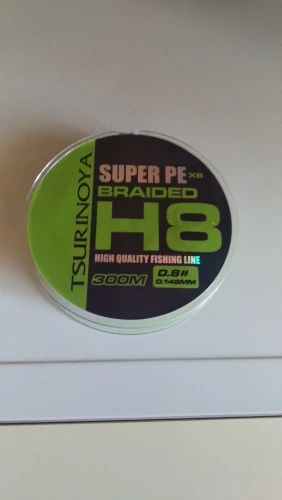 TSURINOYA
SUPER PE X8
BRAIDED
H8
HIGH QUALITY FISHING LINE
300M
0.8#
0.148MM